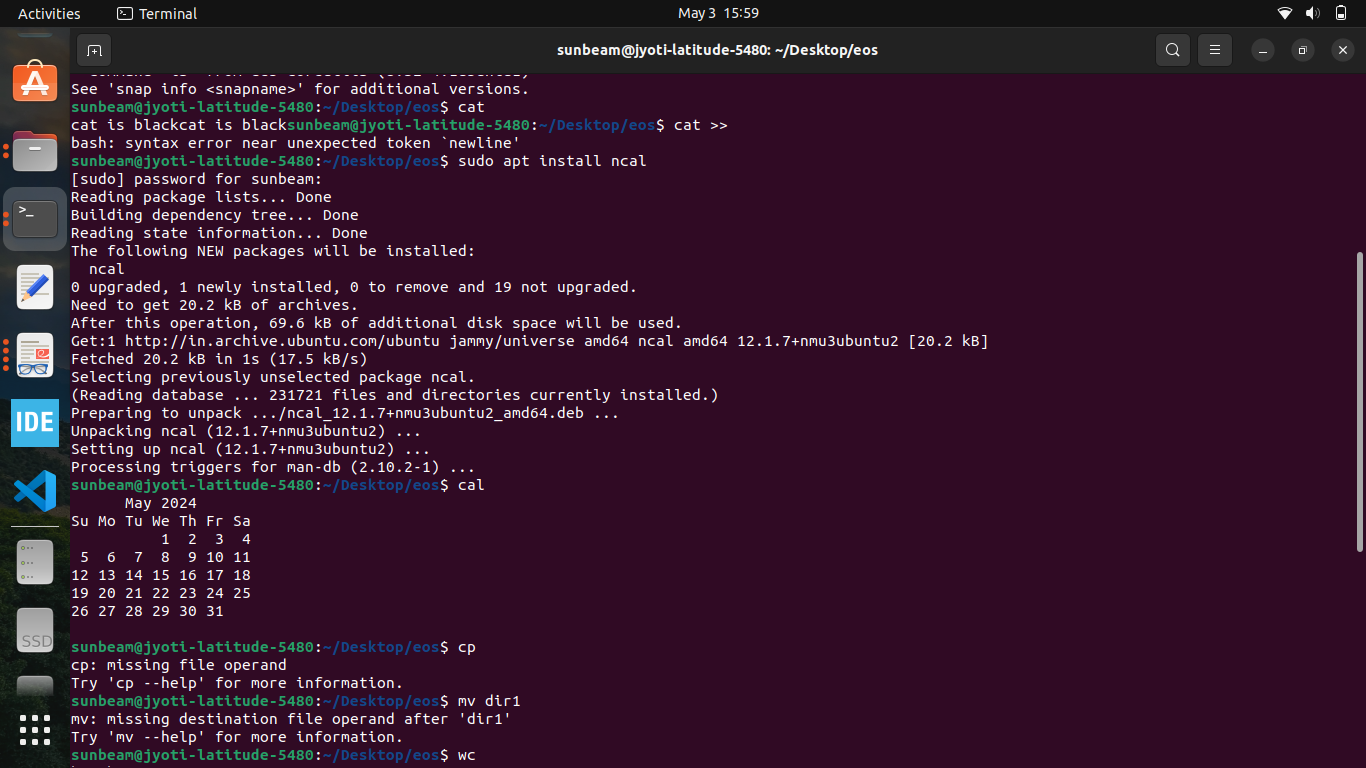 Activities
Terminal
May 3 15:59
sunbeam@jyoti-latitude-5480: ~/Desktop/eos
See 'snap info <snapname>' for additional versions.
sunbeam@jyoti-latitude-5480:~/Desktop/eos$ cat
cat is blackcat is blacksunbeam@jyoti-latitude-5480:~/Desktop/eos$ cat >>
bash: syntax error near unexpected token `newline'
sunbeam@jyoti-latitude-5480:~/Desktop/eos$ sudo apt install ncal
[sudo] password for sunbeam:
Reading package lists... Done
Building dependency tree... Done
Reading state information... Done
The following NEW packages will be installed:
  ncal
0 upgraded, 1 newly installed, 0 to remove and 19 not upgraded.
Need to get 20.2 kB of archives.
After this operation, 69.6 kB of additional disk space will be used.
Get:1 http://in.archive.ubuntu.com/ubuntu jammy/universe amd64 ncal amd64 12.1.7+nmu3ubuntu2 [20.2 kB]
Fetched 20.2 kB in 1s (17.5 kB/s)
Selecting previously unselected package ncal.
(Reading database ... 231721 files and directories currently installed.)
Preparing to unpack .../ncal_12.1.7+nmu3ubuntu2_amd64.deb ...
Unpacking ncal (12.1.7+nmu3ubuntu2) ...
Setting up ncal (12.1.7+nmu3ubuntu2) ...
Processing triggers for man-db (2.10.2-1) ...
sunbeam@jyoti-latitude-5480:~/Desktop/eos$ cal
      May 2024
Su Mo Tu We Th Fr Sa
          1  2  3  4
 5  6  7  8  9 10 11
12 13 14 15 16 17 18
19 20 21 22 23 24 25
26 27 28 29 30 31
sunbeam@jyoti-latitude-5480:~/Desktop/eos$ cp
cp: missing file operand
Try 'cp --help' for more information.
sunbeam@jyoti-latitude-5480:~/Desktop/eos$ mv dir1
mv: missing destination file operand after 'dir1'
Try 'mv --help' for more information.
sunbeam@jyoti-latitude-5480:~/Desktop/eos$ wc
IDE
SSD